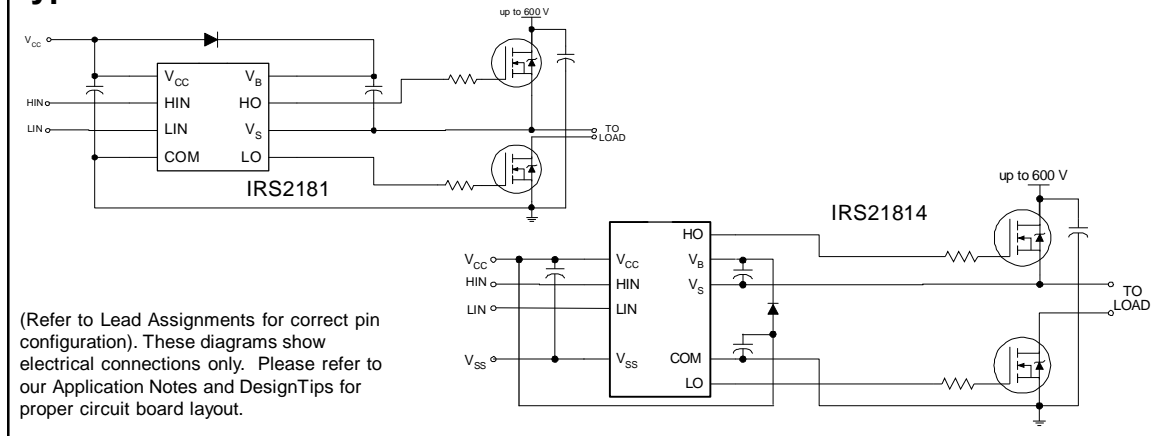 up to 600 V
VCC
VCC
VB
HIN
HIN
HO
LIN
LIN
VS
TO
LOAD
COM
LO
IRS2181
up to 600 V
IRS21814
HO
VCC
VCC
VB
HIN
HIN
VS
LIN
LIN
TO
LOAD
VSS
VSS
COM
LO
(Refer to Lead Assignments for correct pin
configuration). These diagrams show
electrical connections only. Please refer to
our Application Notes and DesignTips for
proper circuit board layout.